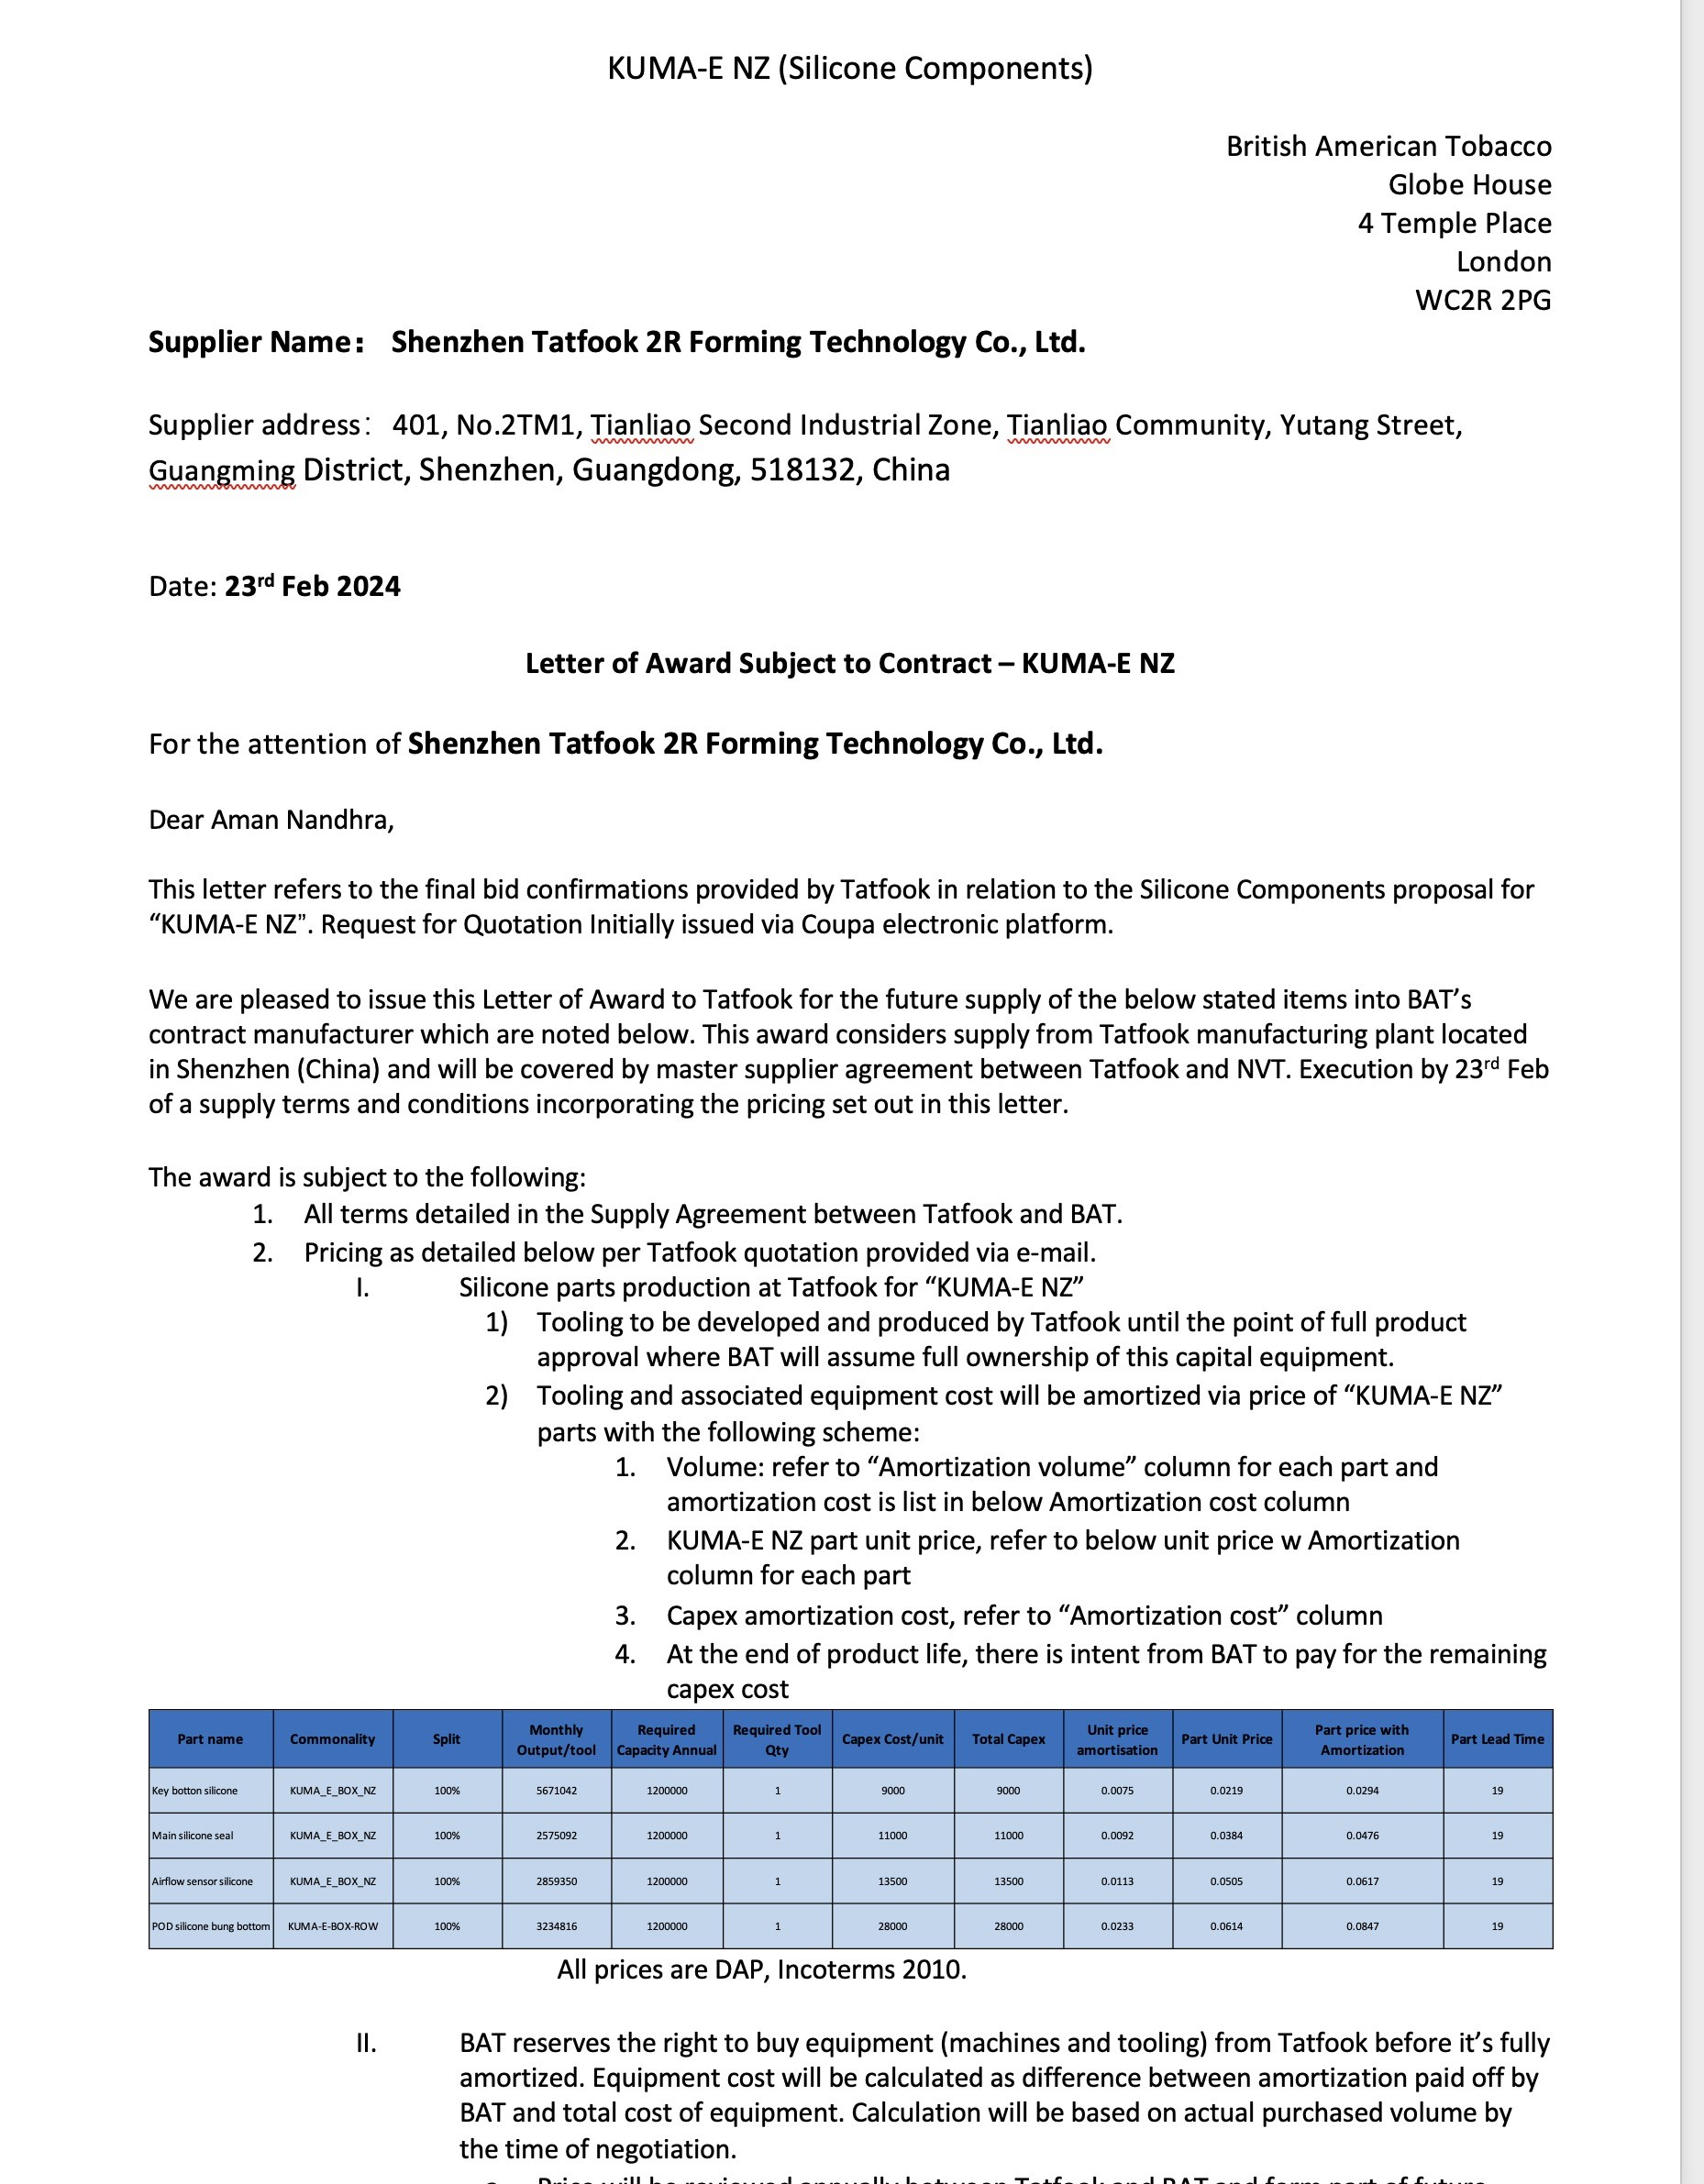 KUMA-E NZ (Silicone Components)
British American Tobacco
Globe House
4 Temple Place
London
WC2R 2PG
Supplier Name： Shenzhen Tatfook 2R Forming Technology Co., Ltd.
Supplier address： 401, No.2TM1, Tianliao Second Industrial Zone, Tianliao Community, Yutang Street,
Guangming District, Shenzhen, Guangdong, 518132, China
Date: 23rd Feb 2024
Letter of Award Subject to Contract – KUMA-E NZ
For the attention of Shenzhen Tatfook 2R Forming Technology Co., Ltd.
Dear Aman Nandhra,
This letter refers to the final bid confirmations provided by Tatfook in relation to the Silicone Components proposal for
“KUMA-E NZ”. Request for Quotation Initially issued via Coupa electronic platform.
We are pleased to issue this Letter of Award to Tatfook for the future supply of the below stated items into BAT’s
contract manufacturer which are noted below. This award considers supply from Tatfook manufacturing plant located
in Shenzhen (China) and will be covered by master supplier agreement between Tatfook and NVT. Execution by 23rd Feb
of a supply terms and conditions incorporating the pricing set out in this letter.
The award is subject to the following:
1. All terms detailed in the Supply Agreement between Tatfook and BAT.
2. Pricing as detailed below per Tatfook quotation provided via e-mail.
I. Silicone parts production at Tatfook for “KUMA-E NZ”
1) Tooling to be developed and produced by Tatfook until the point of full product
approval where BAT will assume full ownership of this capital equipment.
2) Tooling and associated equipment cost will be amortized via price of “KUMA-E NZ”
parts with the following scheme:
1. Volume: refer to “Amortization volume” column for each part and
amortization cost is list in below Amortization cost column
2. KUMA-E NZ part unit price, refer to below unit price w Amortization
column for each part
3. Capex amortization cost, refer to “Amortization cost” column
4. At the end of product life, there is intent from BAT to pay for the remaining
capex cost
Part name Commonality Split Monthly Output/tool Required Capacity Annual Required Tool Qty Capex Cost/unit Total Capex Unit price amortisation Part Unit Price Part price with Amortization Part Lead Time
Key botton silicone KUMA_E_BOX_NZ 100% 5671042 1200000 1 9000 9000 0.0075 0.0219 0.0294 19
Main silicone seal KUMA_E_BOX_NZ 100% 2575092 1200000 1 11000 11000 0.0092 0.0384 0.0476 19
Airflow sensor silicone KUMA_E_BOX_NZ 100% 2859350 1200000 1 13500 13500 0.0113 0.0505 0.0617 19
POD silicone bung bottom KUMA-E-BOX-ROW 100% 3234816 1200000 1 28000 28000 0.0233 0.0614 0.0847 19
All prices are DAP, Incoterms 2010.
II. BAT reserves the right to buy equipment (machines and tooling) from Tatfook before it’s fully
amortized. Equipment cost will be calculated as difference between amortization paid off by
BAT and total cost of equipment. Calculation will be based on actual purchased volume by
the time of negotiation.
Price will be reviewed annually between Tatfook and BAT and form part of future